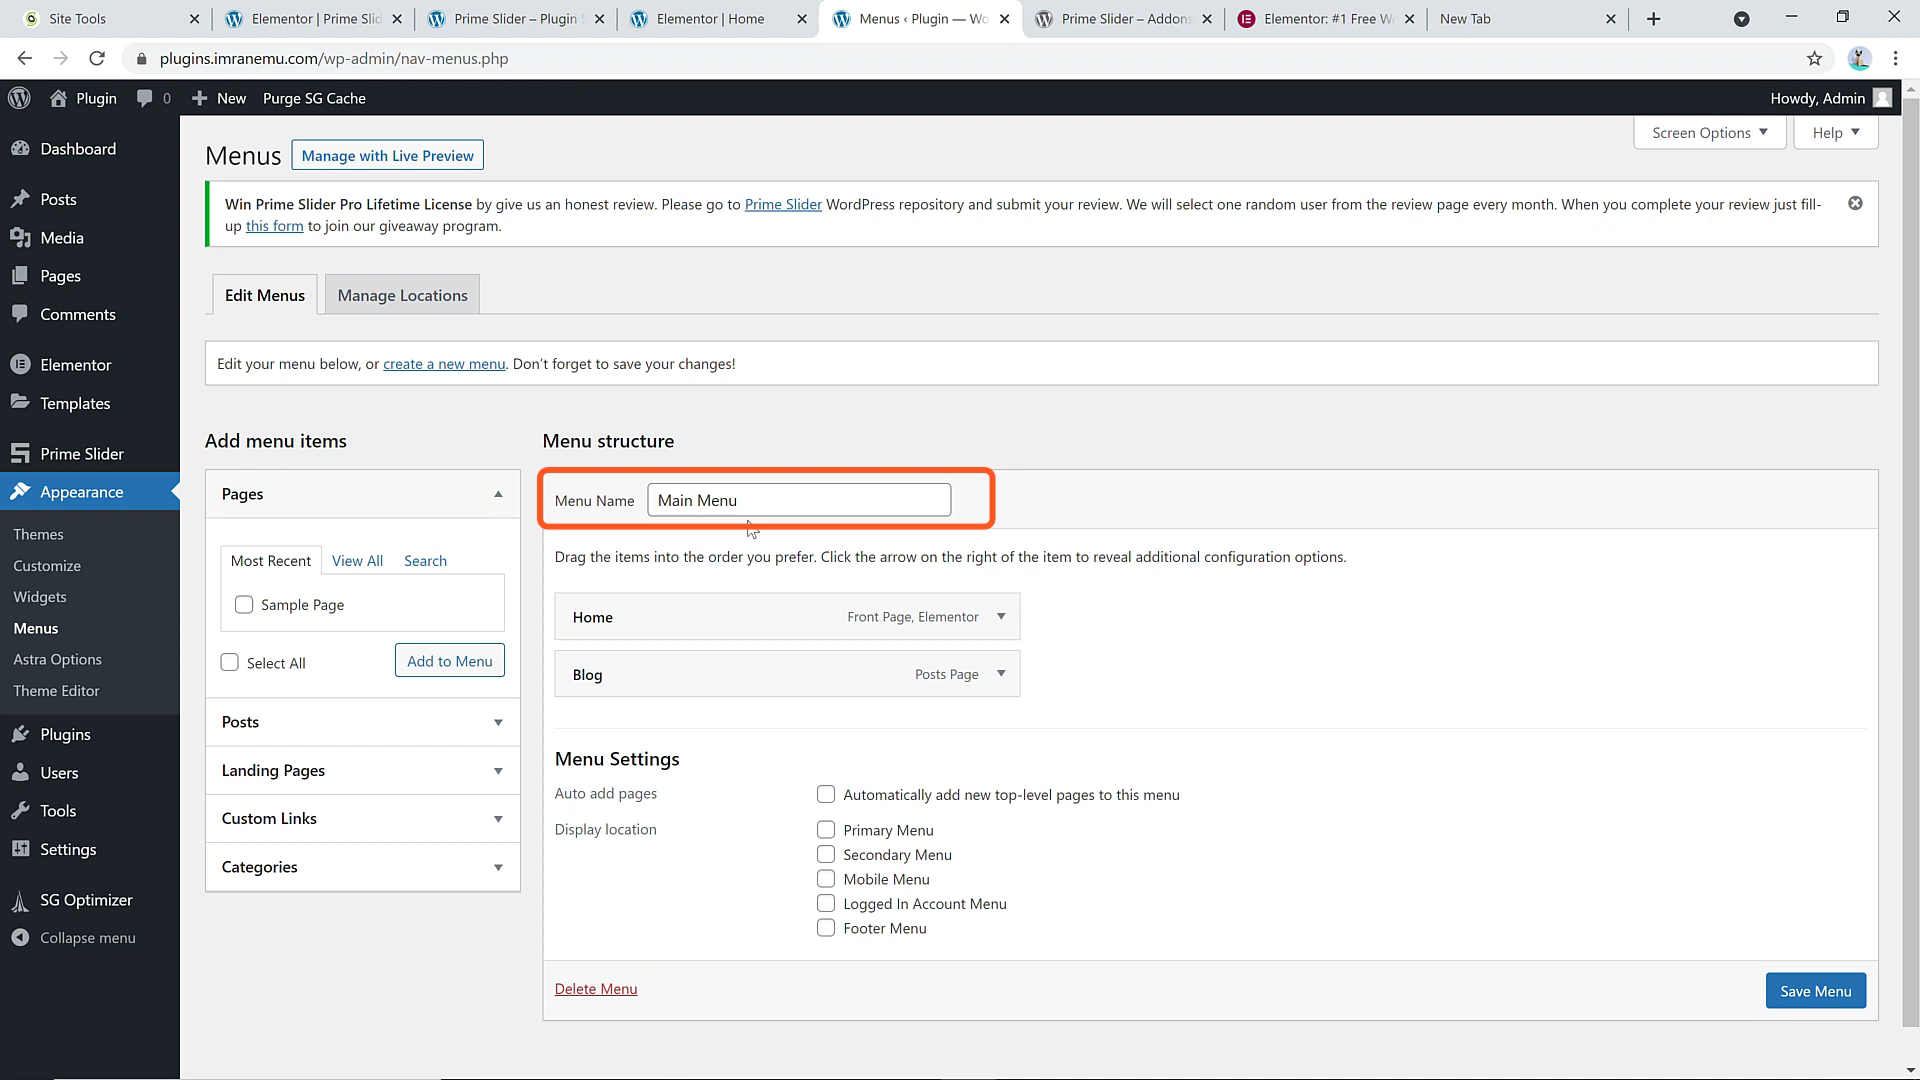 Site Tools
Elementor | Prime Slid
Prime Slider – Plugin S
Elementor | Home
Menus ‹ Plugin — Wo
Prime Slider – Addons
Elementor: #1 Free W
New Tab
plugins.imranemu.com/wp-admin/nav-menus.php
Plugin
0
New
Purge SG Cache
Howdy, Admin
Dashboard
Posts
Media
Pages
Comments
Elementor
Templates
Prime Slider
Appearance
Themes
Customize
Widgets
Menus
Astra Options
Theme Editor
Plugins
Users
Tools
Settings
SG Optimizer
Collapse menu
Screen Options
Help
Menus
Manage with Live Preview
Win Prime Slider Pro Lifetime License by give us an honest review. Please go to Prime Slider WordPress repository and submit your review. We will select one random user from the review page every month. When you complete your review just fill-
up this form to join our giveaway program.
Edit Menus
Manage Locations
Edit your menu below, or create a new menu. Don’t forget to save your changes!
Add menu items
Pages
Most Recent
View All
Search
Sample Page
Select All
Add to Menu
Posts
Landing Pages
Custom Links
Categories
Menu structure
Menu Name
Main Menu
Drag the items into the order you prefer. Click the arrow on the right of the item to reveal additional configuration options.
Home
Front Page, Elementor
Blog
Posts Page
Menu Settings
Auto add pages
Automatically add new top-level pages to this menu
Display location
Primary Menu
Secondary Menu
Mobile Menu
Logged In Account Menu
Footer Menu
Delete Menu
Save Menu